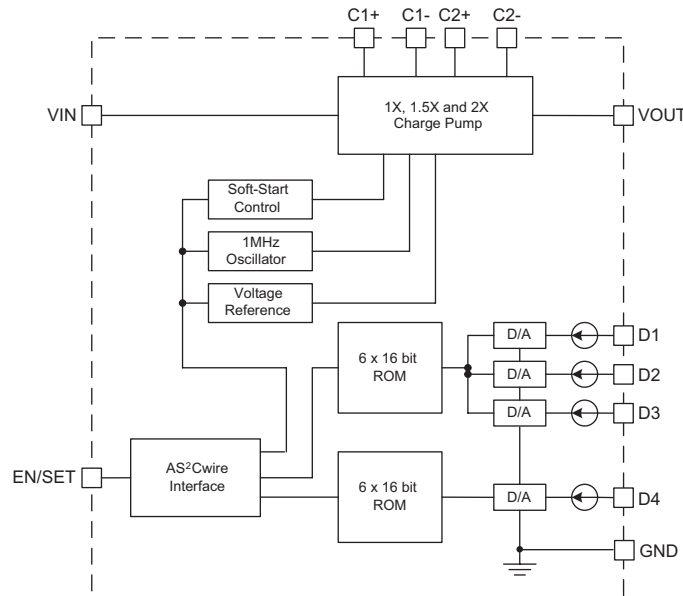 C1+ C1- C2+ C2-
VIN
1X, 1.5X and 2X
Charge Pump
VOUT
Soft-Start
Control
1MHz
Oscillator
Voltage
Reference
6 x 16 bit
ROM
D/A
D1
D/A
D2
D/A
D3
EN/SET
AS²Cwire
Interface
6 x 16 bit
ROM
D/A
D4
GND